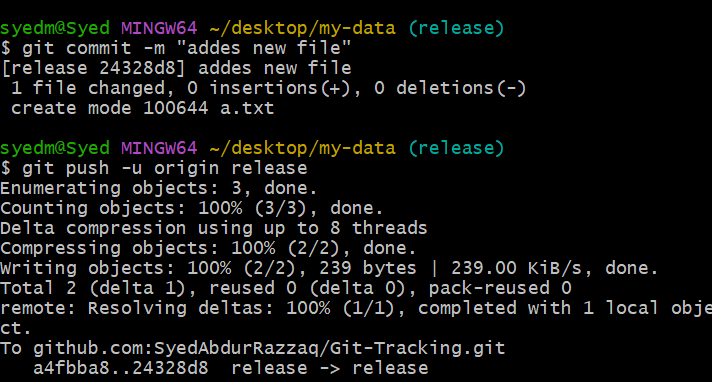 syedm@Syed MINGW64 ~/desktop/my-data (release)
$ git commit -m "addes new file"
[release 24328d8] addes new file
 1 file changed, 0 insertions(+), 0 deletions(-)
 create mode 100644 a.txt

syedm@Syed MINGW64 ~/desktop/my-data (release)
$ git push -u origin release
Enumerating objects: 3, done.
Counting objects: 100% (3/3), done.
Delta compression using up to 8 threads
Compressing objects: 100% (2/2), done.
Writing objects: 100% (2/2), 239 bytes | 239.00 KiB/s, done.
Total 2 (delta 1), reused 0 (delta 0), pack-reused 0
remote: Resolving deltas: 100% (1/1), completed with 1 local obje
ct.
To github.com:SyedAbdurRazzaq/Git-Tracking.git
   a4fbba8..24328d8  release -> release